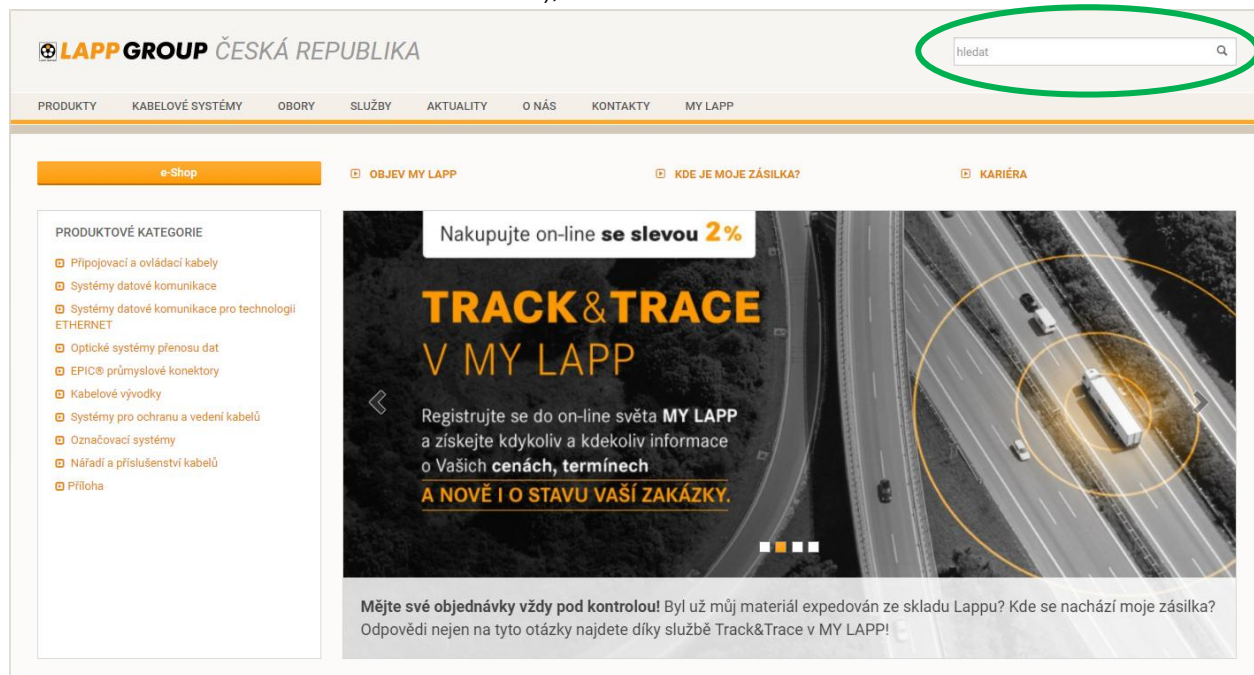 LAPP GROUP ČESKÁ REPUBLIKA
hledat
PRODUKTY KABELOVÉ SYSTÉMY OBORY SLUŽBY AKTUALITY O NÁS KONTAKTY MY LAPP
e-Shop
OBJEV MY LAPP
KDE JE MOJE ZÁSILKA?
KARIÉRA
PRODUKTOVÉ KATEGORIE
Připojovací a ovládací kabely
Systémy datové komunikace
Systémy datové komunikace pro technologii
ETHERNET
Optické systémy přenosu dat
EPIC® průmyslové konektory
Kabelové vývodky
Systémy pro ochranu a vedení kabelů
Označovací systémy
Nářadí a příslušenství kabelů
Příloha
Nakupujte on-line se slevou 2%
TRACK&TRACE
V MY LAPP
Registrujte se do on-line světa MY LAPP
a získejte kdykoliv a kdekoliv informace
o Vašich cenách, termínech
A NOVĚ I O STAVU VAŠÍ ZAKÁZKY.
Mějte své objednávky vždy pod kontrolou! Byl už můj materiál expedován ze skladu Lappu? Kde se nachází moje zásilka?
Odpovědi nejen na tyto otázky najdete díky službě Track&Trace v MY LAPP!